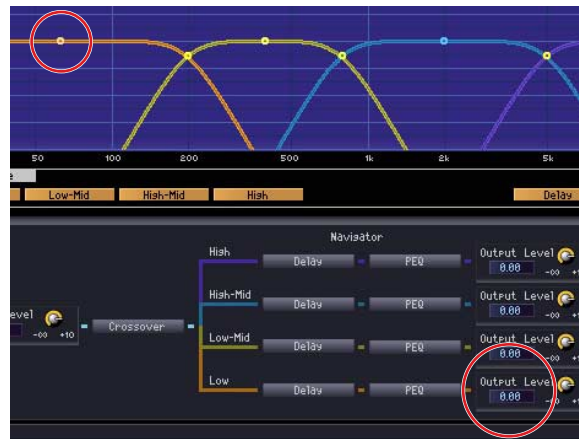 50 100 200 500 1k 2k 5k
e
Low-Mid High-Mid High Delay
Navigator
High Delay PEQ Output Level 0.00 -∞
High-Mid Delay PEQ Output Level 0.00 -∞ +
evel -∞ +10 Crossover
Low-Mid Delay PEQ Output Level 0.00 -∞ +
Low Delay PEQ Output Level 0.00 -∞ +